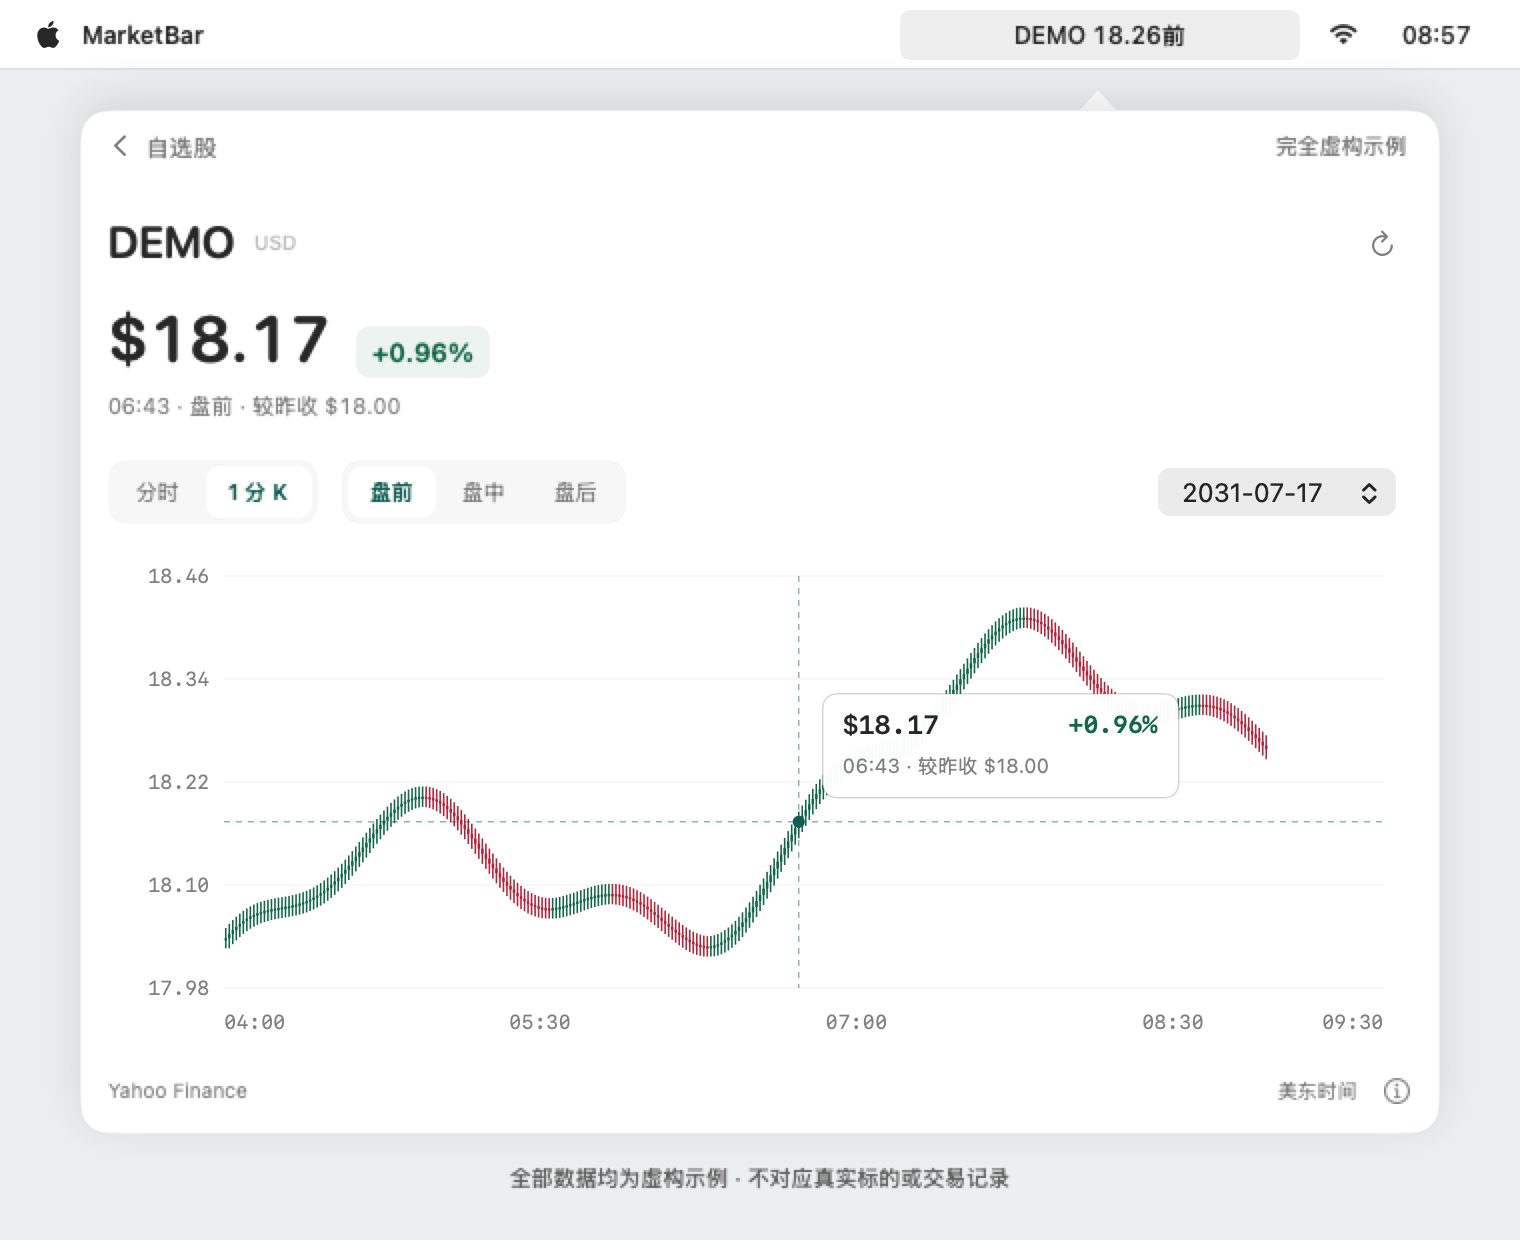 MarketBar
DEMO 18.26前
08:57
自选股
完全虚构示例
DEMO USD
$18.17 +0.96%
06:43 · 盘前 · 较昨收 $18.00
分时 1 分 K 盘前 盘中 盘后 2031-07-17
18.46
18.34
$18.17 +0.96%
06:43 · 较昨收 $18.00
18.22
18.10
17.98
04:00 05:30 07:00 08:30 09:30
Yahoo Finance
美东时间
全部数据均为虚构示例 · 不对应真实标的或交易记录